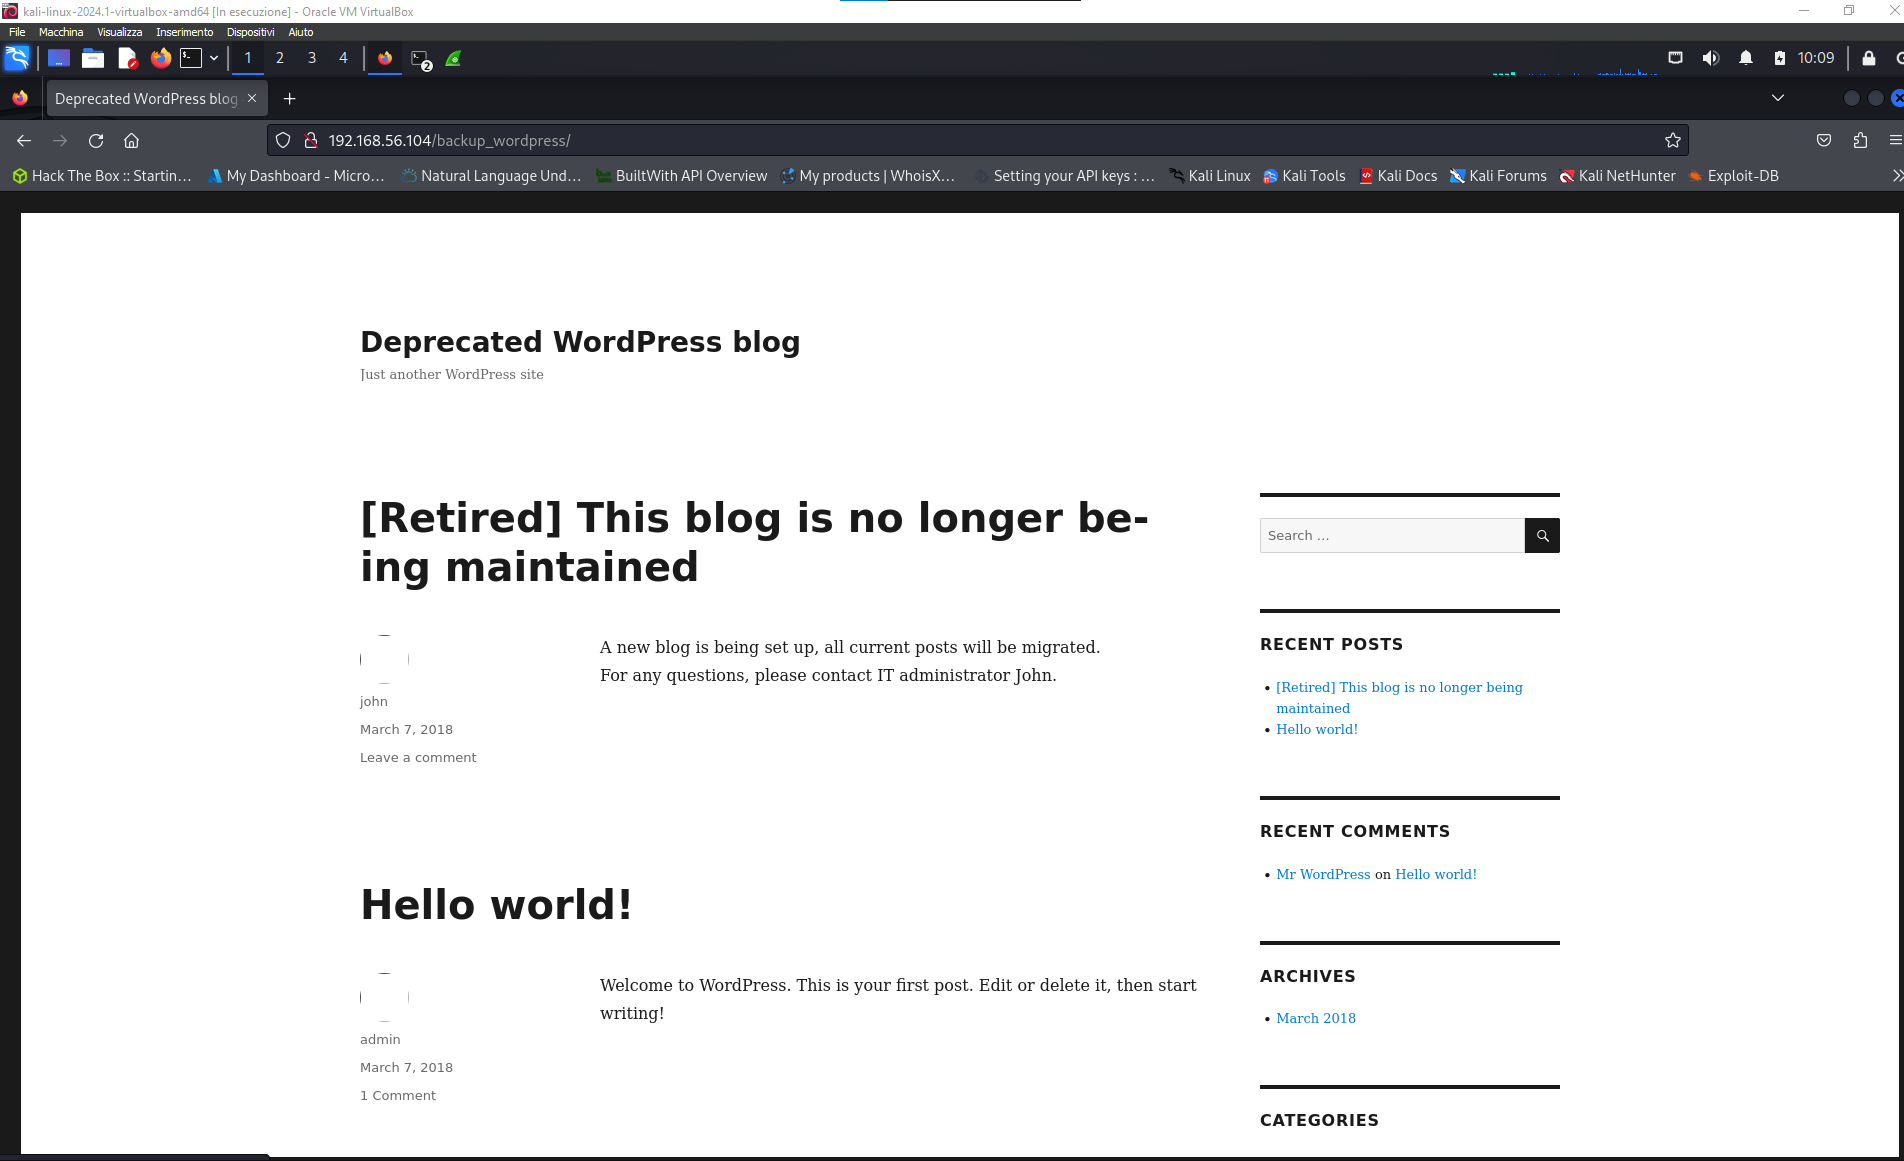 kali-linux-2024.1-virtualbox-amd64 [In esecuzione] - Oracle VM VirtualBox
File Macchina Visualizza Inserimento Dispositivi Aiuto
1 2 3 4 2 10:09
Deprecated WordPress blog
192.168.56.104/backup_wordpress/
Hack The Box :: Startin… My Dashboard - Micro… Natural Language Und… BuiltWith API Overview My products | WhoisX… Setting your API keys : … Kali Linux Kali Tools Kali Docs Kali Forums Kali NetHunter Exploit-DB
Deprecated WordPress blog
Just another WordPress site
[Retired] This blog is no longer be-
ing maintained
john
March 7, 2018
Leave a comment
A new blog is being set up, all current posts will be migrated.
For any questions, please contact IT administrator John.
Hello world!
admin
March 7, 2018
1 Comment
Welcome to WordPress. This is your first post. Edit or delete it, then start
writing!
Search …
RECENT POSTS
[Retired] This blog is no longer being
maintained
Hello world!
RECENT COMMENTS
Mr WordPress on Hello world!
ARCHIVES
March 2018
CATEGORIES